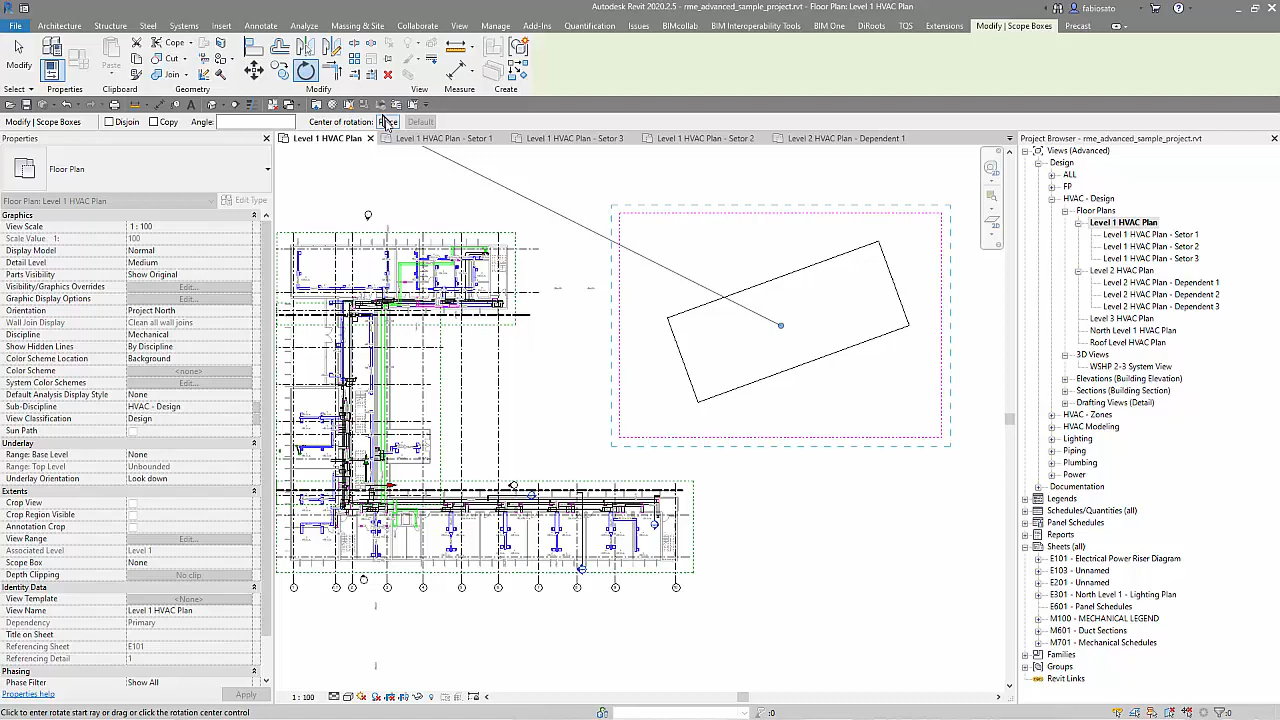 Autodesk Revit 2020.2.5 - rme_advanced_sample_project.rvt - Floor Plan: Level 1 HVAC Plan
fabiosato
File
Architecture
Structure
Steel
Systems
Insert
Annotate
Analyze
Massing & Site
Collaborate
View
Manage
Add-Ins
Quantification
Issues
BIMcollab
BIM Interoperability Tools
BIM One
DiRoots
TQS
Extensions
Modify | Scope Boxes
Precast
Modify
Paste
Cope
Cut
Join
Select
Properties
Clipboard
Geometry
Modify
View
Measure
Create
Modify | Scope Boxes
Disjoin
Copy
Angle:
Center of rotation:
Default
Properties
Level 1 HVAC Plan
Level 1 HVAC Plan - Setor 1
Level 1 HVAC Plan - Setor 3
Level 1 HVAC Plan - Setor 2
Level 2 HVAC Plan - Dependent 1
Project Browser - rme_advanced_sample_project.rvt
Floor Plan
Floor Plan: Level 1 HVAC Plan
Edit Type
Graphics
View Scale 1 : 100
Scale Value 1: 100
Display Model Normal
Detail Level Medium
Parts Visibility Show Original
Visibility/Graphics Overrides Edit...
Graphic Display Options Edit...
Orientation Project North
Wall Join Display Clean all wall joins
Discipline Mechanical
Show Hidden Lines By Discipline
Color Scheme Location Background
Color Scheme <none>
System Color Schemes Edit...
Default Analysis Display Style None
Sub-Discipline HVAC - Design
View Classification Design
Sun Path
Underlay
Range: Base Level None
Range: Top Level Unbounded
Underlay Orientation Look down
Extents
Crop View
Crop Region Visible
Annotation Crop
View Range Edit...
Associated Level Level 1
Scope Box None
Depth Clipping No clip
Identity Data
View Template <None>
View Name Level 1 HVAC Plan
Dependency Primary
Title on Sheet
Referencing Sheet E101
Referencing Detail 1
Phasing
Phase Filter Show All
Properties help
Apply
2D
2D
Views (Advanced)
Design
ALL
FP
HVAC - Design
Floor Plans
Level 1 HVAC Plan
Level 1 HVAC Plan - Setor 1
Level 1 HVAC Plan - Setor 2
Level 1 HVAC Plan - Setor 3
Level 2 HVAC Plan
Level 2 HVAC Plan - Dependent 1
Level 2 HVAC Plan - Dependent 2
Level 2 HVAC Plan - Dependent 3
Level 3 HVAC Plan
North Level 1 HVAC Plan
Roof Level HVAC Plan
3D Views
WSHP 2-3 - System View
Elevations (Building Elevation)
Sections (Building Section)
Drafting Views (Detail)
HVAC - Zones
HVAC Modeling
Lighting
Piping
Plumbing
Power
Documentation
Legends
Schedules/Quantities (all)
Panel Schedules
Reports
Sheets (all)
E101 - Electrical Power Riser Diagram
E103 - Unnamed
E201 - Unnamed
E301 - North Level 1 - Lighting Plan
E601 - Panel Schedules
M100 - MECHANICAL LEGEND
M601 - Duct Sections
M701 - Mechanical Schedules
Families
Groups
Revit Links
1 : 100
Click to enter rotate start ray or drag or click the rotation center control
:0
:0